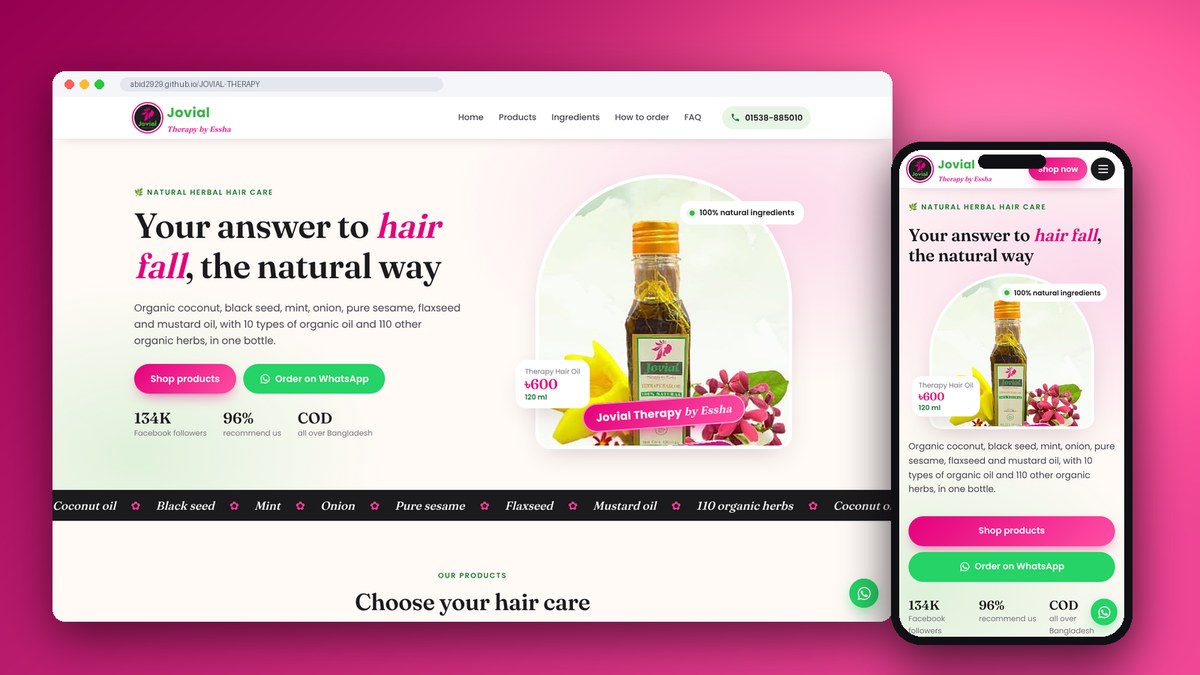 abid2929.github.io/JOVIAL-THERAPY
Jovial
Jovial
Therapy by Essha
Home
Products
Ingredients
How to order
FAQ
01538-885010
🌿 NATURAL HERBAL HAIR CARE
Your answer to hair
fall, the natural way
Organic coconut, black seed, mint, onion, pure sesame, flaxseed
and mustard oil, with 10 types of organic oil and 110 other
organic herbs, in one bottle.
Shop products
Order on WhatsApp
134K
Facebook followers
96%
recommend us
COD
all over Bangladesh
100% natural ingredients
Jovial
Therapy Hair Oil
৳600
120 ml
Jovial Therapy by Essha
Coconut oil ✿ Black seed ✿ Mint ✿ Onion ✿ Pure sesame ✿ Flaxseed ✿ Mustard oil ✿ 110 organic herbs ✿ Coconut o
OUR PRODUCTS
Choose your hair care
Jovial
Jovial
Therapy by Essha
Shop now
🌿 NATURAL HERBAL HAIR CARE
Your answer to hair fall,
the natural way
100% natural ingredients
Jovial
Therapy Hair Oil
৳600
120 ml
Organic coconut, black seed, mint, onion, pure
sesame, flaxseed and mustard oil, with 10
types of organic oil and 110 other organic
herbs, in one bottle.
Shop products
Order on WhatsApp
134K
Facebook
followers
96%
recommend us
COD
all over
Bangladesh